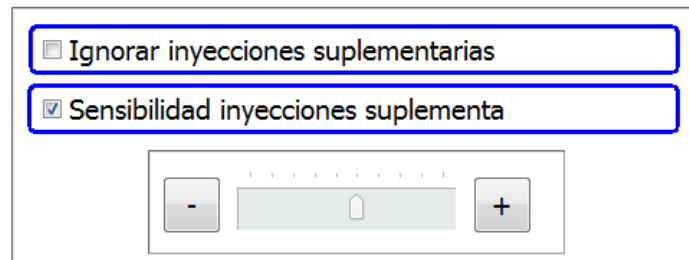 Ignorar inyecciones suplementarias
Sensibilidad inyecciones suplementa
- +